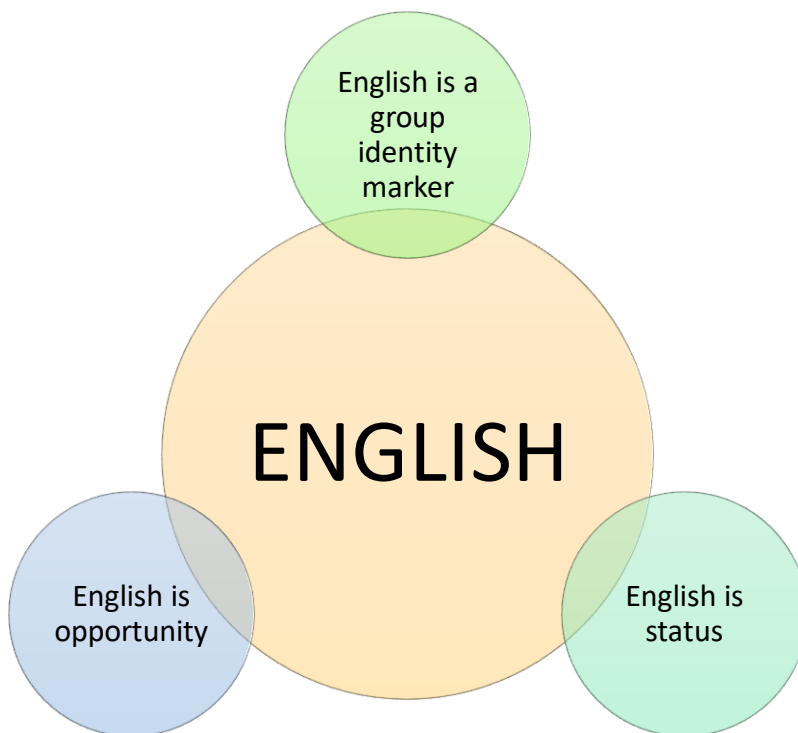 English is a
group
identity
marker
ENGLISH
English is
opportunity
English is
status